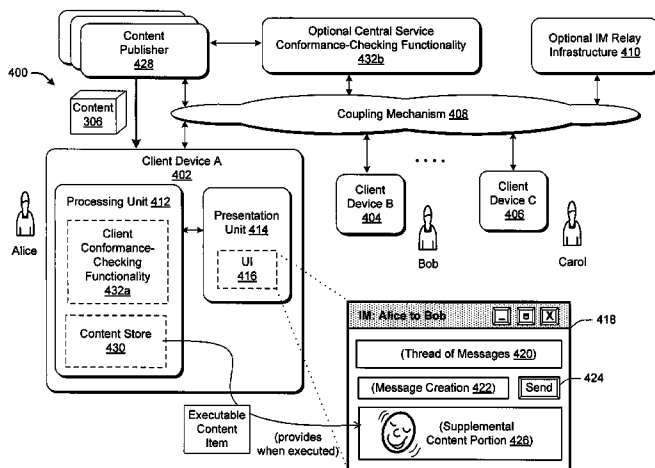 Content
Publisher
428
Optional Central Service
Conformance-Checking Functionality
432b
Optional IM Relay
Infrastructure 410
400
Content
306
Coupling Mechanism 408
Client Device A
402
Processing Unit 412
Client
Conformance-
Checking
Functionality
432a
Content Store
430
Presentation
Unit 414
UI
416
Alice
Client
Device B
404
Bob
Client
Device C
406
Carol
Executable
Content
Item
(provides
when executed)
IM: Alice to Bob
X
418
(Thread of Messages 420)
(Message Creation 422)
Send
424
(Supplemental
Content Portion 426)